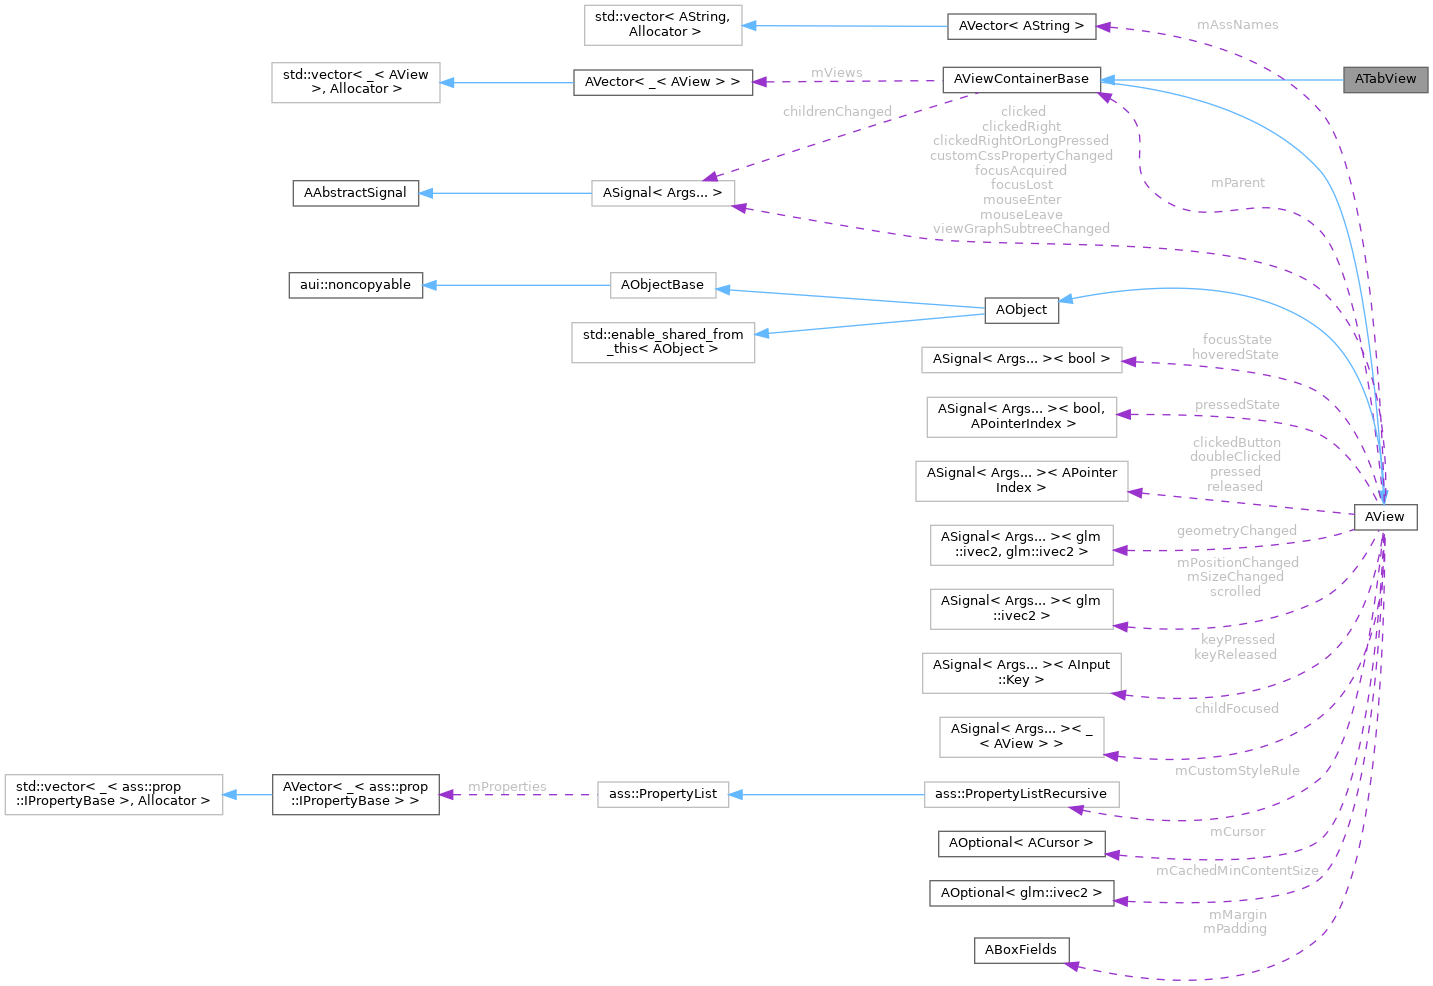 std::vector< AString,
Allocator >
AVector< AString >
mAssNames
std::vector< _< AView
>, Allocator >
AVector< _< AView > >
mViews
AViewContainerBase
ATabView
childrenChanged
clicked
clickedRight
clickedRightOrLongPressed
customCssPropertyChanged
focusAcquired
focusLost
mouseEnter
mouseLeave
viewGraphSubtreeChanged
mParent
AAbstractSignal
ASignal< Args... >
aui::noncopyable
AObjectBase
AObject
std::enable_shared_from
_this< AObject >
ASignal< Args... >< bool >
focusState
hoveredState
ASignal< Args... >< bool,
APointerIndex >
pressedState
ASignal< Args... >< APointer
Index >
clickedButton
doubleClicked
pressed
released
AView
ASignal< Args... >< glm
::ivec2, glm::ivec2 >
geometryChanged
ASignal< Args... >< glm
::ivec2 >
mPositionChanged
mSizeChanged
scrolled
ASignal< Args... >< AInput
::Key >
keyPressed
keyReleased
ASignal< Args... >< _
< AView > >
childFocused
std::vector< _< ass::prop
::IPropertyBase >, Allocator >
AVector< _< ass::prop
::IPropertyBase > >
mProperties
ass::PropertyList
ass::PropertyListRecursive
mCustomStyleRule
AOptional< ACursor >
mCursor
AOptional< glm::ivec2 >
mCachedMinContentSize
ABoxFields
mMargin
mPadding